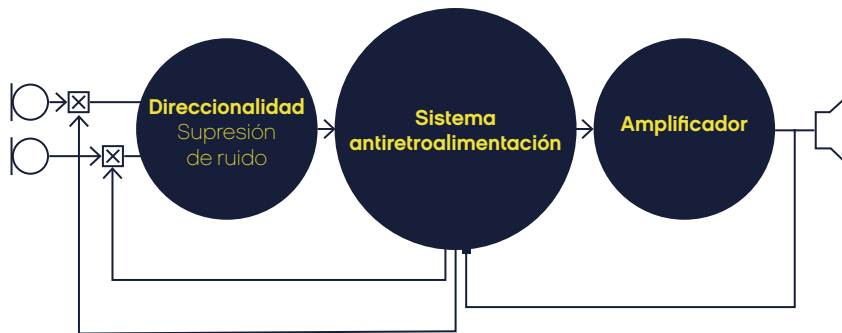 Direccionalidad
Supresión
de ruido
Sistema
antiretroalimentación
Amplificador